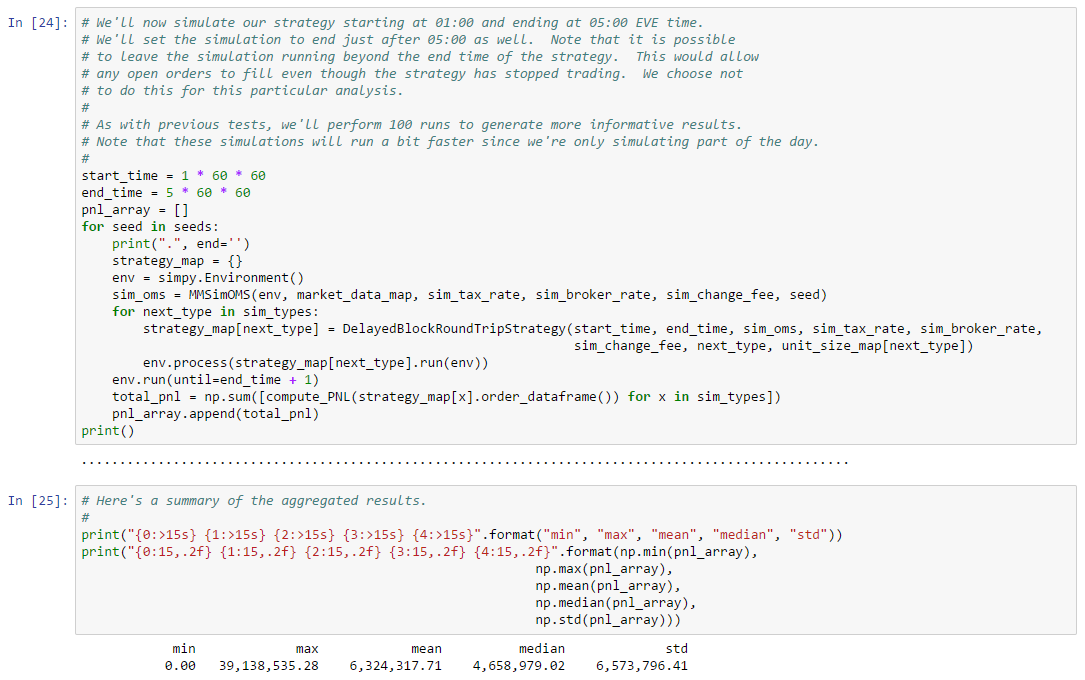 In [24]: # We'll now simulate our strategy starting at 01:00 and ending at 05:00 EVE time.
# We'll set the simulation to end just after 05:00 as well.  Note that it is possible
# to leave the simulation running beyond the end time of the strategy.  This would allow
# any open orders to fill even though the strategy has stopped trading.  We choose not
# to do this for this particular analysis.
#
# As with previous tests, we'll perform 100 runs to generate more informative results.
# Note that these simulations will run a bit faster since we're only simulating part of the day.
#
start_time = 1 * 60 * 60
end_time = 5 * 60 * 60
pnl_array = []
for seed in seeds:
    print(".", end='')
    strategy_map = {}
    env = simpy.Environment()
    sim_oms = MMSimOMS(env, market_data_map, sim_tax_rate, sim_broker_rate, sim_change_fee, seed)
    for next_type in sim_types:
        strategy_map[next_type] = DelayedBlockRoundTripStrategy(start_time, end_time, sim_oms, sim_tax_rate, sim_broker_rate,
                                                                sim_change_fee, next_type, unit_size_map[next_type])
        env.process(strategy_map[next_type].run(env))
    env.run(until=end_time + 1)
    total_pnl = np.sum([compute_PNL(strategy_map[x].order_dataframe()) for x in sim_types])
    pnl_array.append(total_pnl)
print()
....................................................................................................
In [25]: # Here's a summary of the aggregated results.
#
print("{0:>15s} {1:>15s} {2:>15s} {3:>15s} {4:>15s}".format("min", "max", "mean", "median", "std"))
print("{0:15,.2f} {1:15,.2f} {2:15,.2f} {3:15,.2f} {4:15,.2f}".format(np.min(pnl_array),
                                                            np.max(pnl_array),
                                                            np.mean(pnl_array),
                                                            np.median(pnl_array),
                                                            np.std(pnl_array)))
            min             max            mean          median             std
           0.00   39,138,535.28    6,324,317.71    4,658,979.02    6,573,796.41